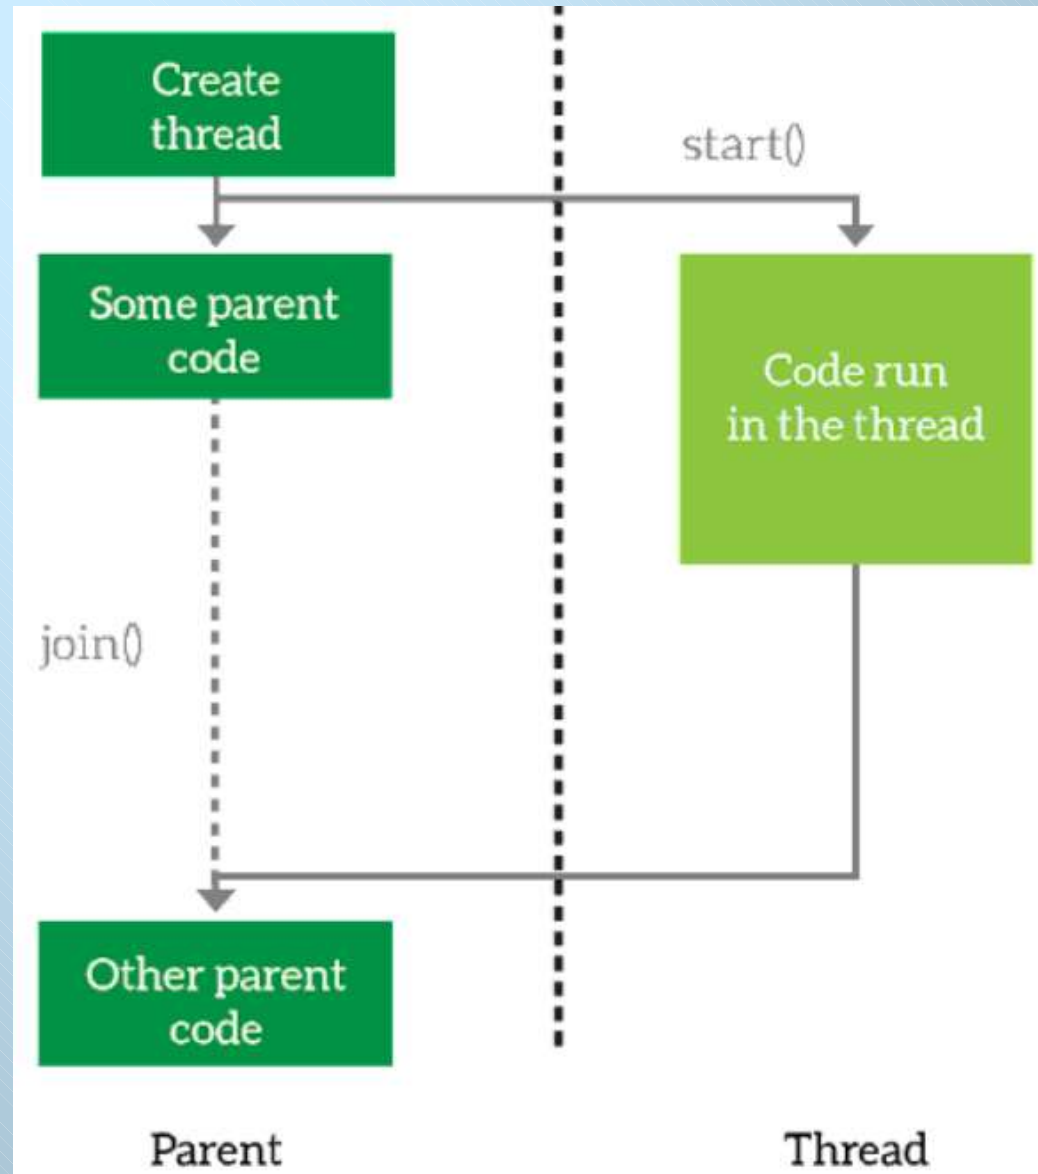 Create
thread
start()
Some parent
code
Code run
in the thread
join()
Other parent
code
Parent
Thread